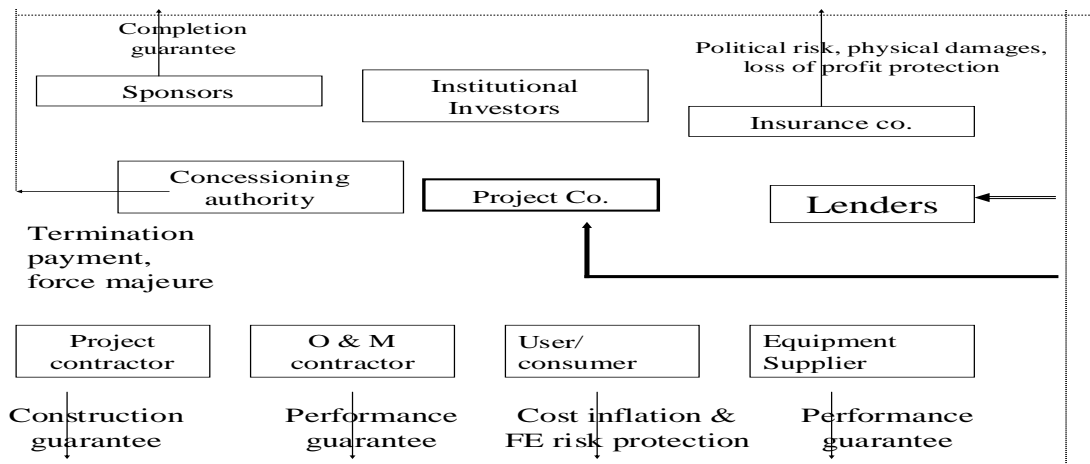 Completion
guarantee
Political risk, physical damages,
loss of profit protection
Sponsors
Institutional
Investors
Insurance co.
Concessioning
authority
Project Co.
Lenders
Termination
payment,
force majeure
Project
contractor
O & M
contractor
User/
consumer
Equipment
Supplier
Construction
guarantee
Performance
guarantee
Cost inflation &
FE risk protection
Performance
guarantee